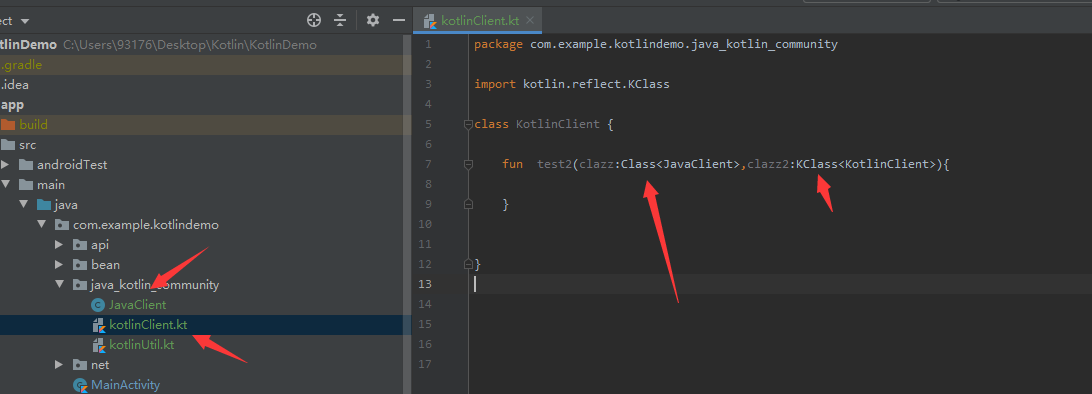 ect
tlinDemo C:\Users\93176\Desktop\Kotlin\KotlinDemo
.gradle
.idea
app
build
src
androidTest
main
java
com.example.kotlindemo
api
bean
java_kotlin_community
JavaClient
kotlinClient.kt
kotlinUtil.kt
net
MainActivity
kotlinClient.kt
1 package com.example.kotlindemo.java_kotlin_community
2
3 import kotlin.reflect.KClass
4
5 class KotlinClient {
6
7 fun test2(clazz:Class<JavaClient>,clazz2:KClass<KotlinClient>){
8
9 }
10
11
12 }
13
14
15
16
17